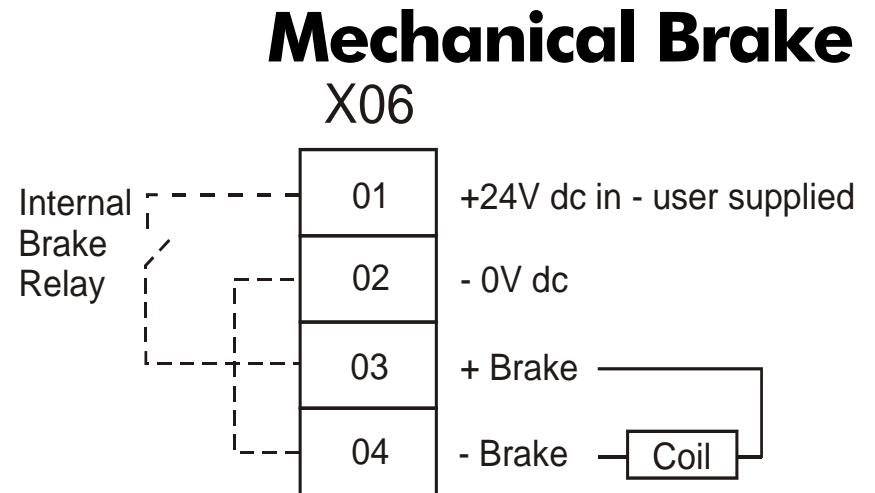 Mechanical Brake
X06
Internal
Brake
Relay
01 +24V dc in - user supplied
02 - 0V dc
03 + Brake
04 - Brake Coil